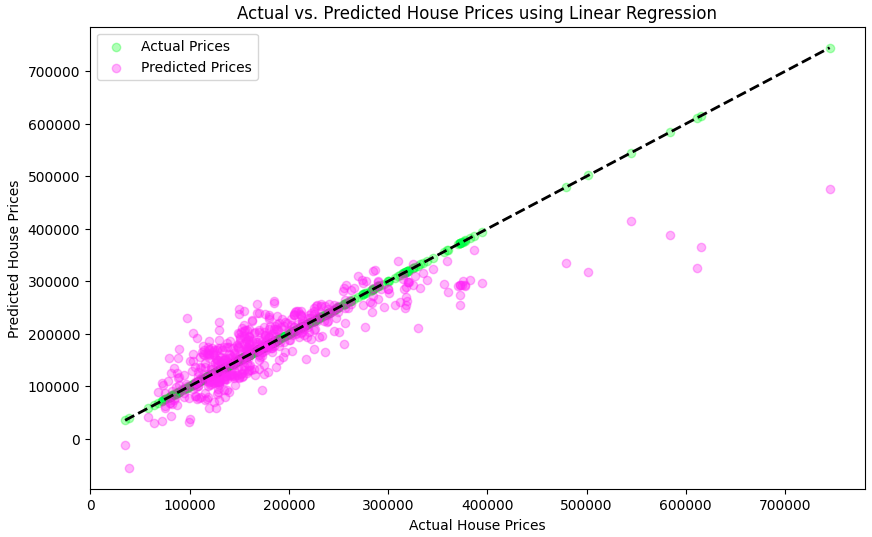 Actual vs. Predicted House Prices using Linear Regression
Actual Prices
Predicted Prices
Predicted House Prices
700000
600000
500000
400000
300000
200000
100000
0
0 100000 200000 300000 400000 500000 600000 700000
Actual House Prices